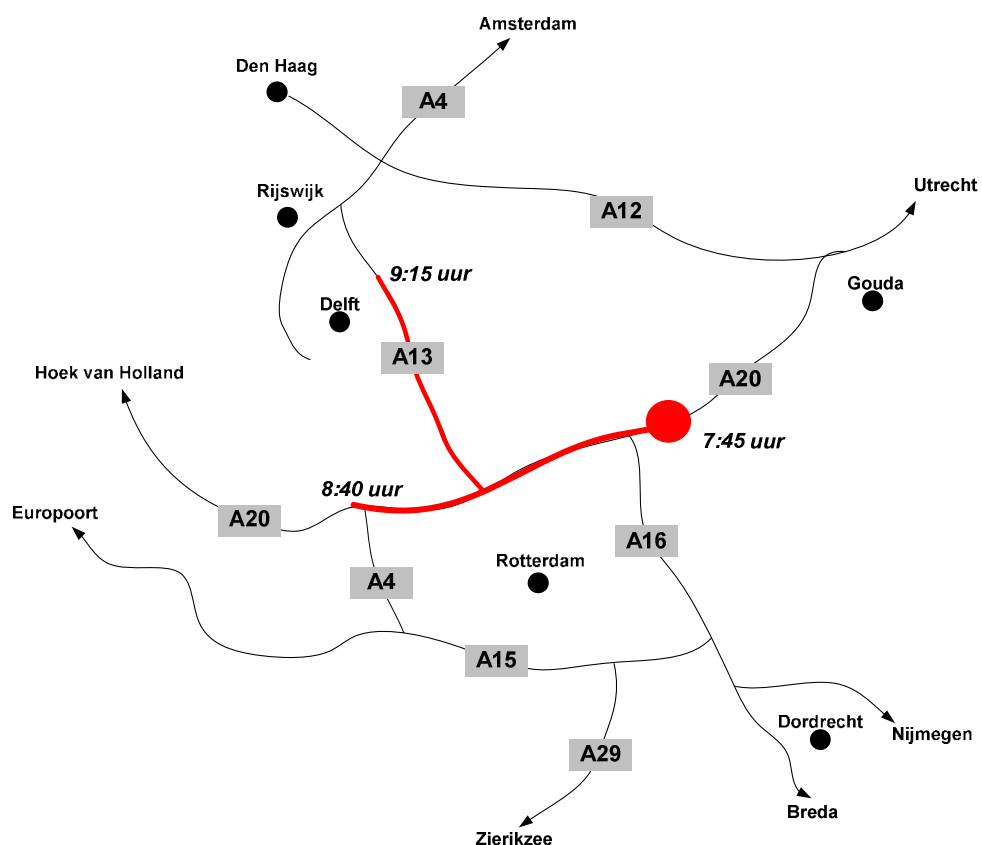 Amsterdam
Den Haag
A4
Rijswijk
Utrecht
A12
9:15 uur
Gouda
Delft
A13
Hoek van Holland
A20
7:45 uur
8:40 uur
Europoort
A20
A16
Rotterdam
A4
A15
Dordrecht
Nijmegen
A29
Breda
Zierikzee